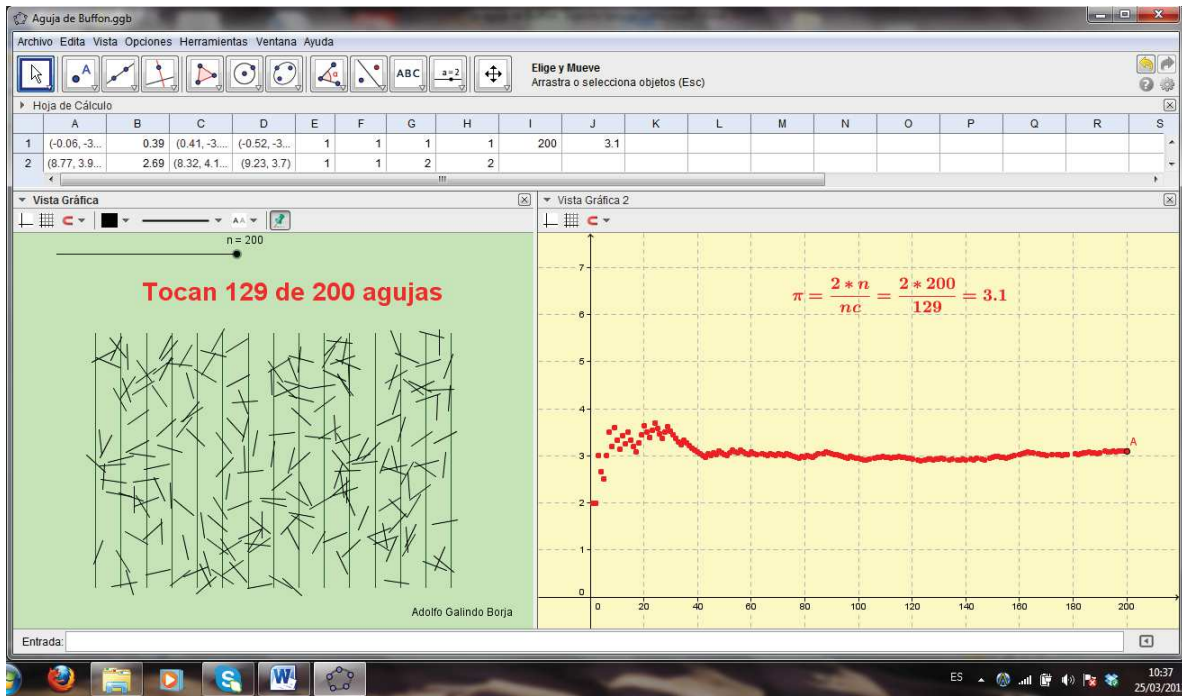 Aguja de Buffon.ggb
Archivo Edita Vista Opciones Herramientas Ventana Ayuda
A
α
ABC
a=2
Elige y Mueve
Arrastra o selecciona objetos (Esc)
Hoja de Cálculo
A B C D E F G H I J K L M N O P Q R S
1 (-0.06, -3... 0.39 (0.41, -3.... (-0.52, -3... 1 1 1 1 200 3.1
2 (8.77, 3.9... 2.69 (8.32, 4.1... (9.23, 3.7) 1 1 2 2
Vista Gráfica
AA
n = 200
Tocan 129 de 200 agujas
Adolfo Galindo Borja
Vista Gráfica 2
7
6
5
4
3
2
1
0
0 20 40 60 80 100 120 140 160 180 200
π = 2 * n / nc = 2 * 200 / 129 = 3.1
A
Entrada:
ES
10:37
25/03/201